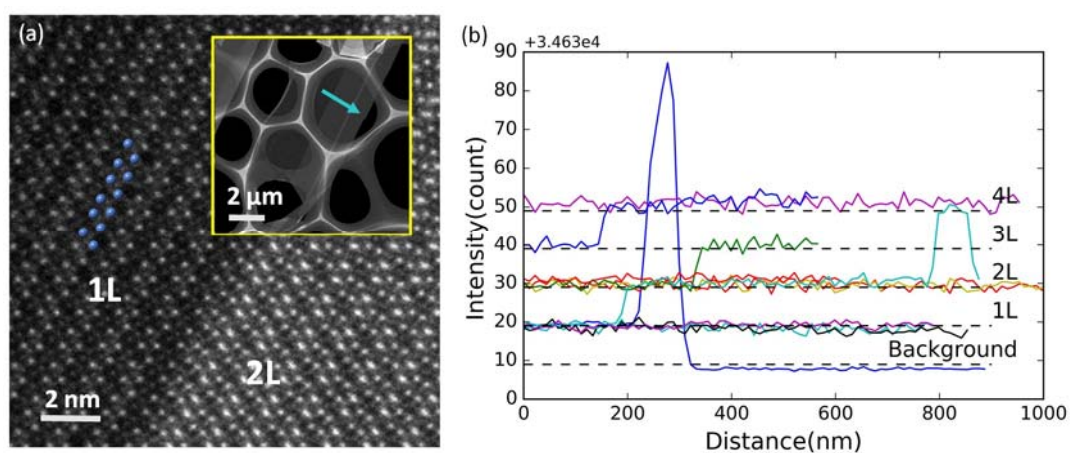 (a)
2 μm
1L
2L
2 nm
(b)
+3.463e4
90
80
70
60
50
40
30
20
10
0
Intensity(count)
4L
3L
2L
1L
Background
0
200
400
600
800
1000
Distance(nm)